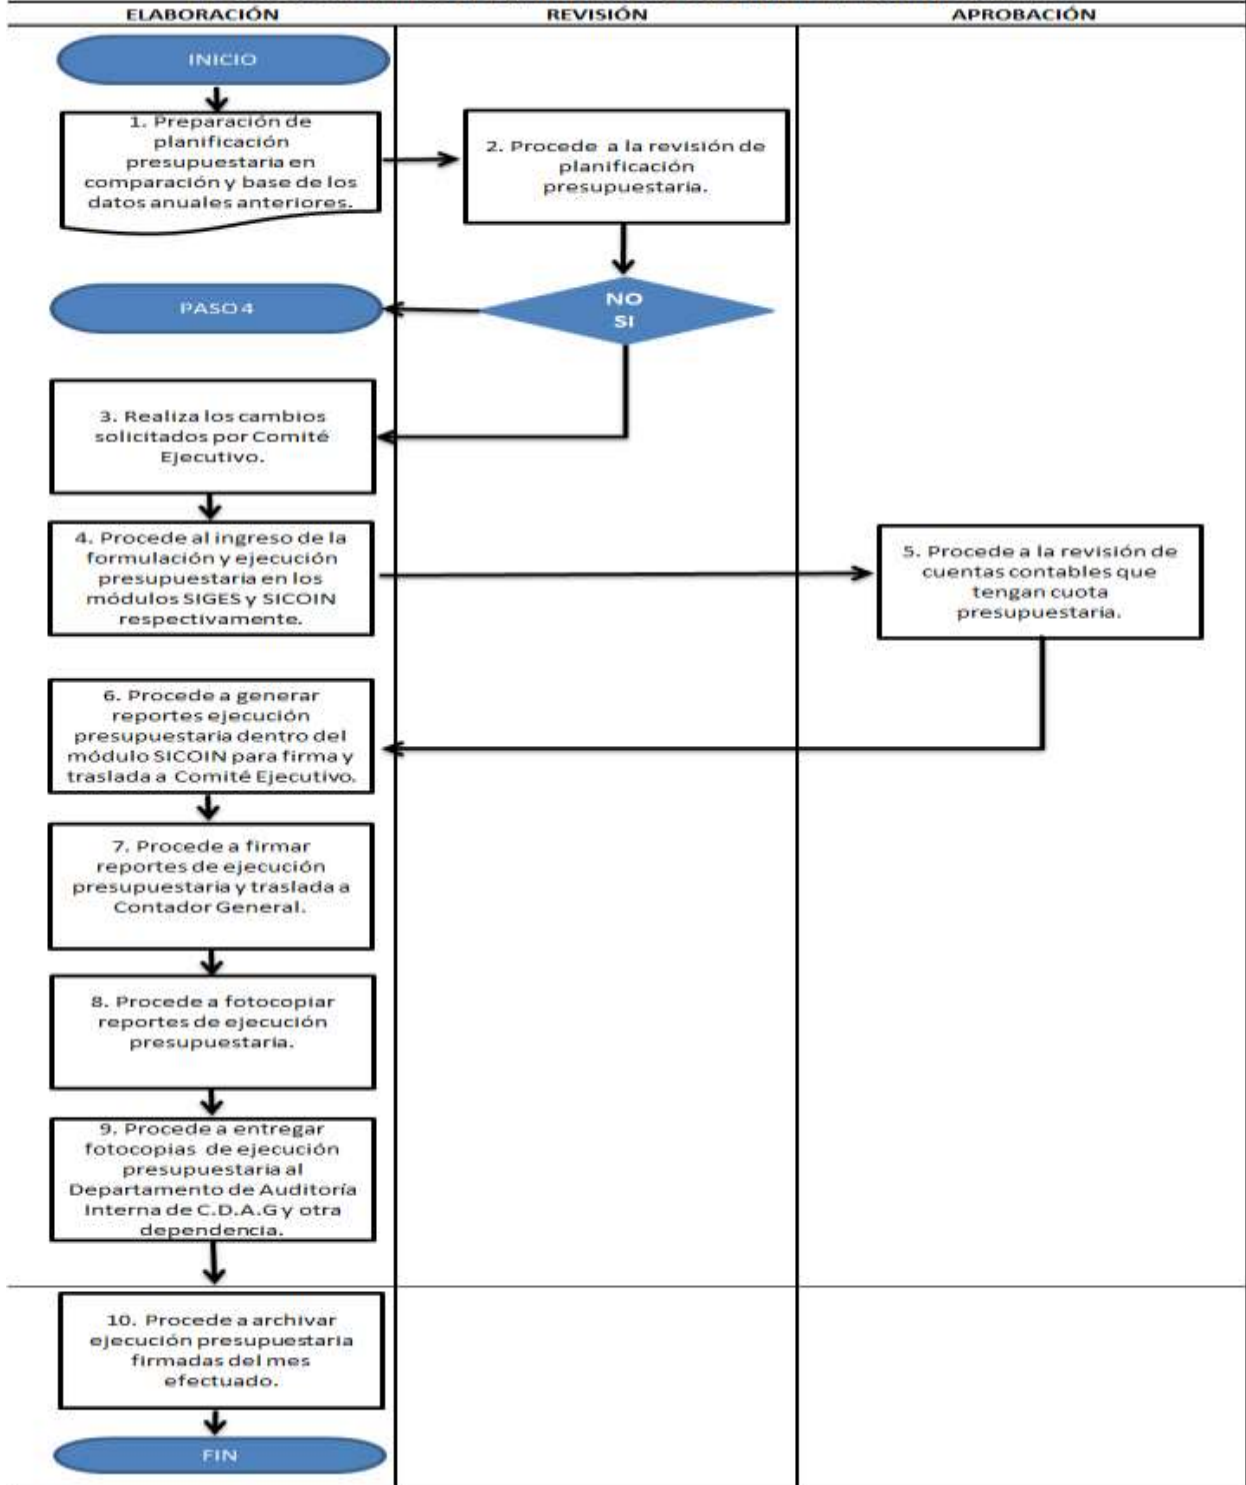 ELABORACIÓN REVISIÓN APROBACIÓN
INICIO
1. Preparación de
planificación
presupuestaria en
comparación y base de los
datos anuales anteriores.
2. Procede a la revisión de
planificación
presupuestaria.
NO
SI
PASO 4
3. Realiza los cambios
solicitados por Comité
Ejecutivo.
4. Procede al ingreso de la
formulación y ejecución
presupuestaria en los
módulos SIGES y SICOIN
respectivamente.
5. Procede a la revisión de
cuentas contables que
tengan cuota
presupuestaria.
6. Procede a generar
reportes ejecución
presupuestaria dentro del
módulo SICOIN para firma y
traslada a Comité Ejecutivo.
7. Procede a firmar
reportes de ejecución
presupuestaria y traslada a
Contador General.
8. Procede a fotocopiar
reportes de ejecución
presupuestaria.
9. Procede a entregar
fotocopias de ejecución
presupuestaria al
Departamento de Auditoría
Interna de C.D.A.G y otra
dependencia.
10. Procede a archivar
ejecución presupuestaria
firmadas del mes
efectuado.
FIN